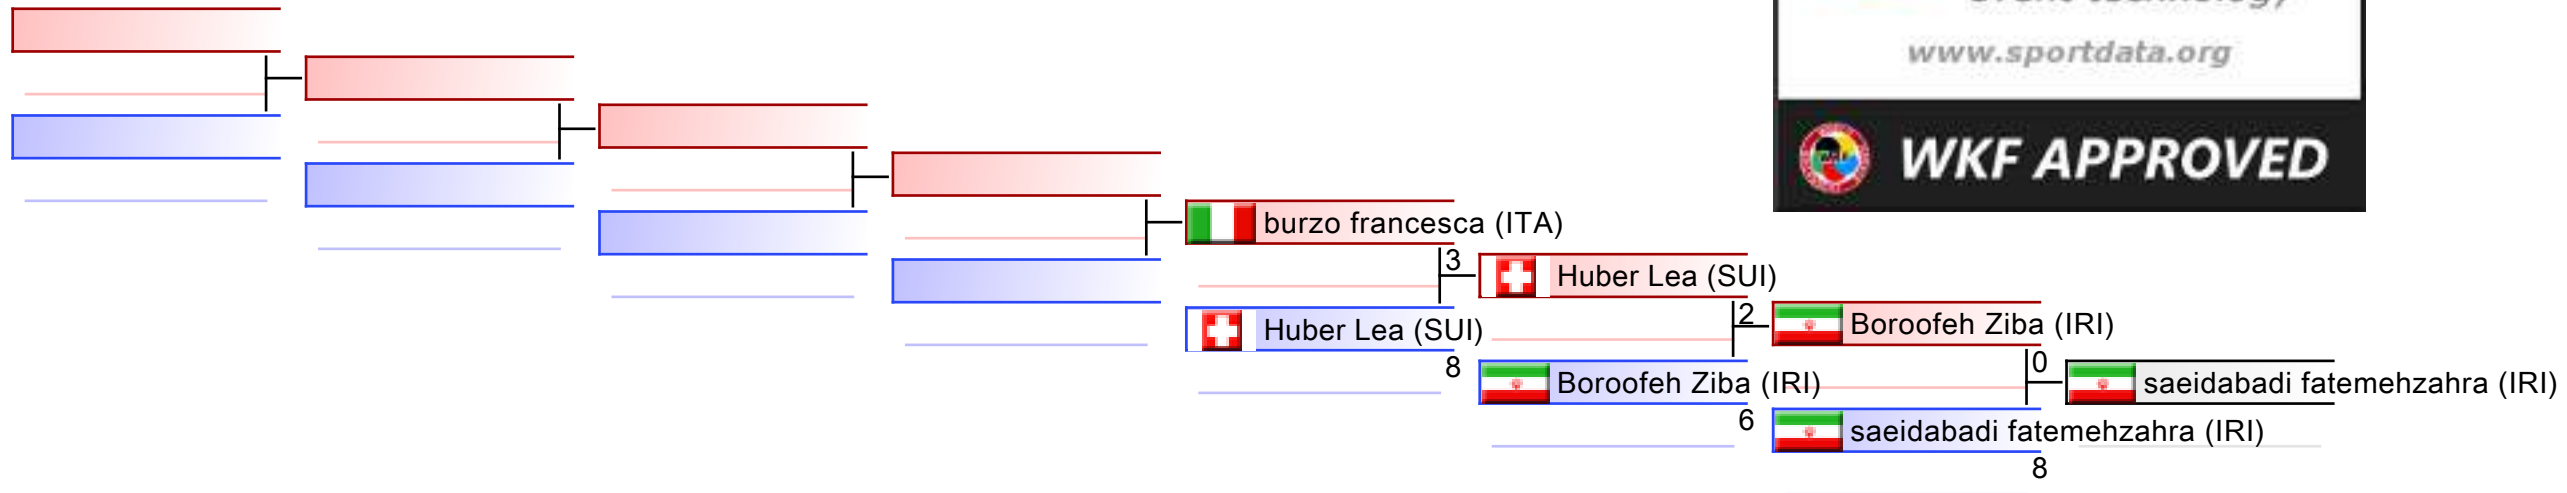 www.sportdata.org
WKF APPROVED
burzo francesca (ITA)
3
Huber Lea (SUI)
Huber Lea (SUI)
8
2
Boroofeh Ziba (IRI)
Boroofeh Ziba (IRI)
6
0
saeidabadi fatemehzahra (IRI)
saeidabadi fatemehzahra (IRI)
8